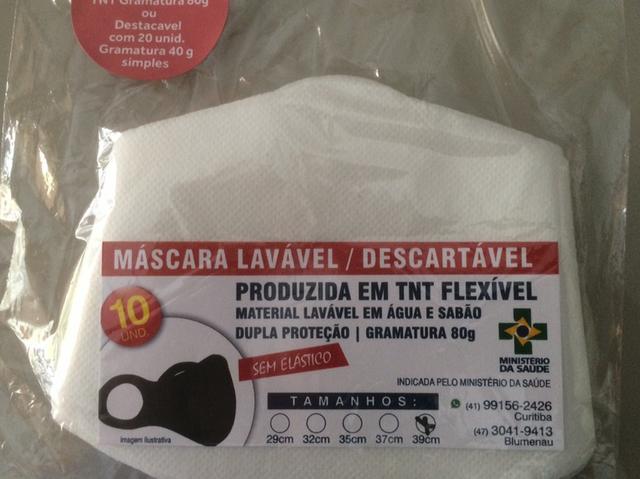 TNT Gramatura 80g
ou
Destacavel
com 20 unid.
Gramatura 40 g
simples
MÁSCARA LAVÁVEL / DESCARTÁVEL
10
UND.
PRODUZIDA EM TNT FLEXÍVEL
MATERIAL LAVÁVEL EM ÁGUA E SABÃO
DUPLA PROTEÇÃO | GRAMATURA 80g
SEM ELÁSTICO
MINISTÉRIO
DA SAÚDE
INDICADA PELO MINISTÉRIO DA SAÚDE
TAMANHOS:
29cm 32cm 35cm 37cm 39cm
(41) 99156-2426
Curitiba
(47) 3041-9413
Blumenau
imagem ilustrativa